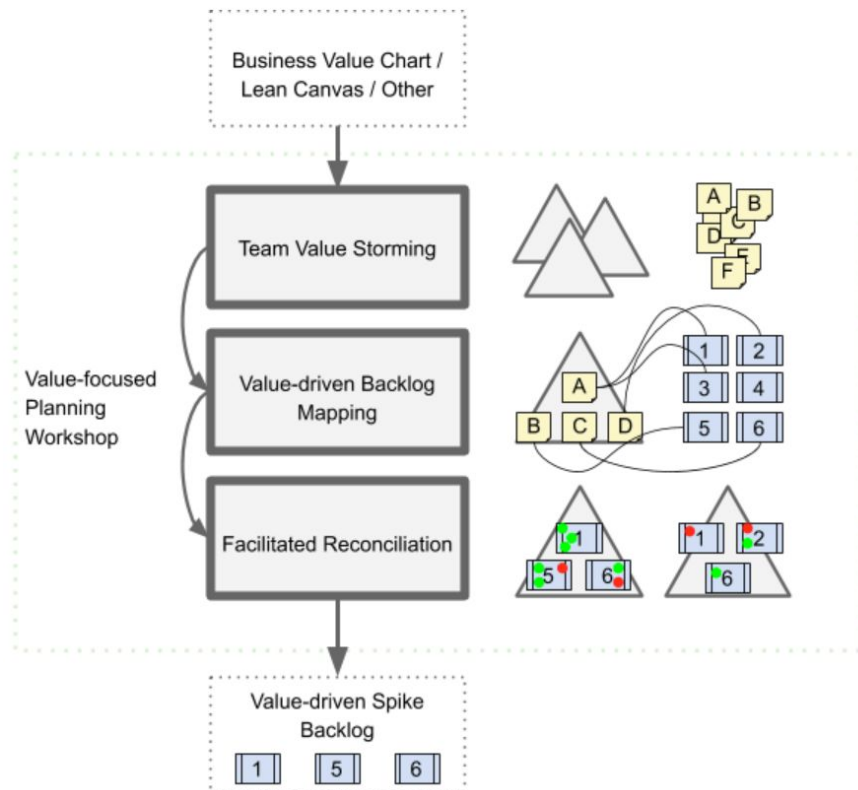 Business Value Chart /
Lean Canvas / Other
Team Value Storming
A
B
C
D
E
F
Value-focused
Planning
Workshop
Value-driven Backlog
Mapping
A
B C D
1 2
3 4
5 6
Facilitated Reconciliation
1
5 6
1 2
6
Value-driven Spike
Backlog
1 5 6